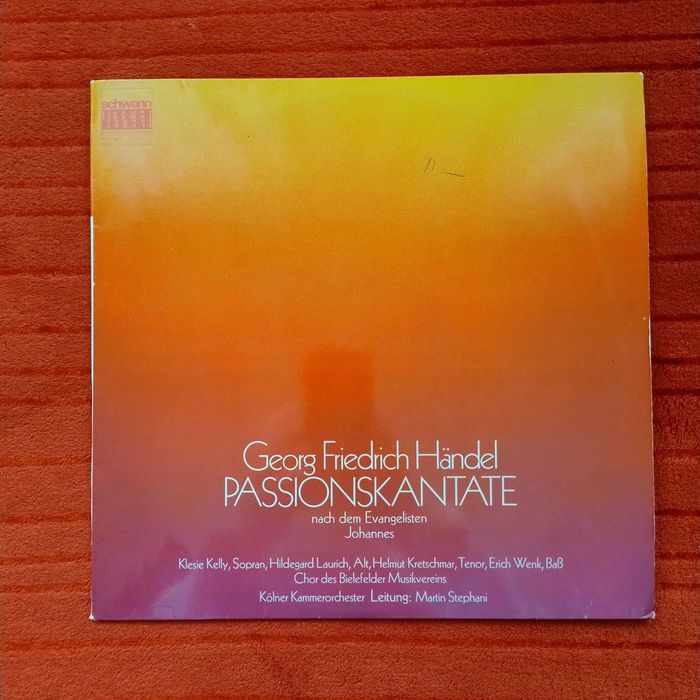 schwann
Georg Friedrich Händel
PASSIONSKANTATE
nach dem Evangelisten
Johannes
Klesie Kelly, Sopran, Hildegard Laurich, Alt, Helmut Kretschmar, Tenor, Erich Wenk, Baß
Chor des Bielefelder Musikvereins
Kölner Kammerorchester Leitung: Martin Stephani